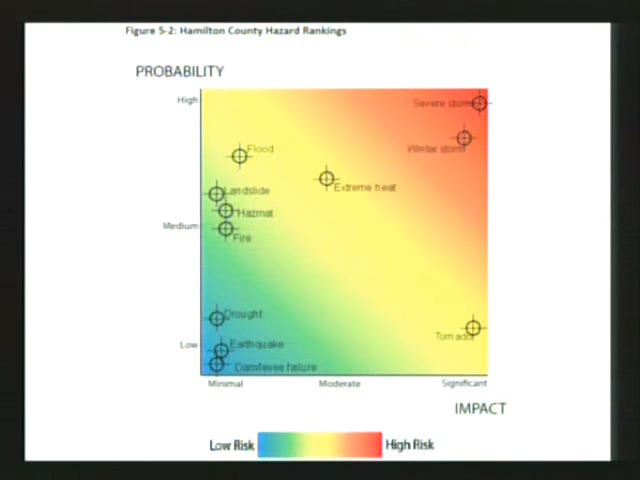 Figure 5-2: Hamilton County Hazard Rankings
PROBABILITY
High
Severe storm
Winter storm
Flood
Extreme heat
Landslide
Hazmat
Medium
Fire
Drought
Tornado
Low
Earthquake
Dam/levee failure
Minimal Moderate Significant
IMPACT
Low Risk High Risk